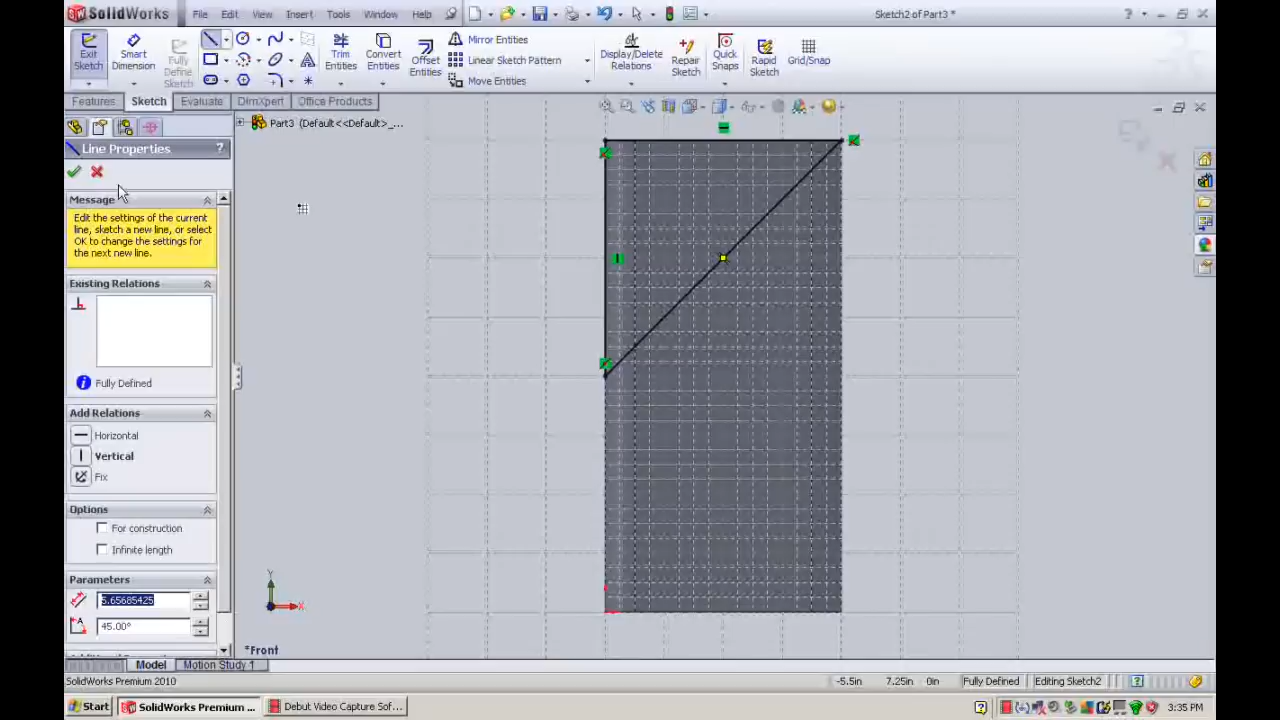 SolidWorks
File Edit View Insert Tools Window Help
Sketch2 of Part3 *
Exit Sketch
Smart Dimension
Fully Define Sketch
Trim Entities
Convert Entities
Offset Entities
Mirror Entities
Linear Sketch Pattern
Move Entities
Display/Delete Relations
Repair Sketch
Quick Snaps
Rapid Sketch
Grid/Snap
Features Sketch Evaluate DimXpert Office Products
Part3 (Default<<Default>_...
Line Properties ?
Message
Edit the settings of the current
line, sketch a new line, or select
OK to change the settings for
the next new line.
Existing Relations
Fully Defined
Add Relations
Horizontal
Vertical
Fix
Options
For construction
Infinite length
Parameters
5.65685425
45.00°
Y
X
*Front
Model Motion Study 1
SolidWorks Premium 2010
-5.5in 7.25in 0in Fully Defined Editing Sketch2
Start SolidWorks Premium ... Debut Video Capture Sof... 3:35 PM